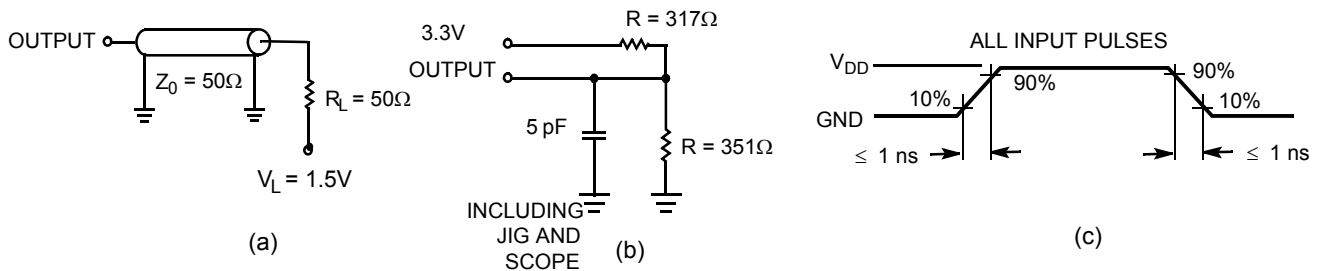 OUTPUT
Z0 = 50Ω
RL = 50Ω
VL = 1.5V
(a)
R = 317Ω
3.3V
OUTPUT
5 pF
R = 351Ω
INCLUDING
JIG AND
SCOPE
(b)
ALL INPUT PULSES
VDD
90%
90%
10%
10%
GND
≤ 1 ns
≤ 1 ns
(c)